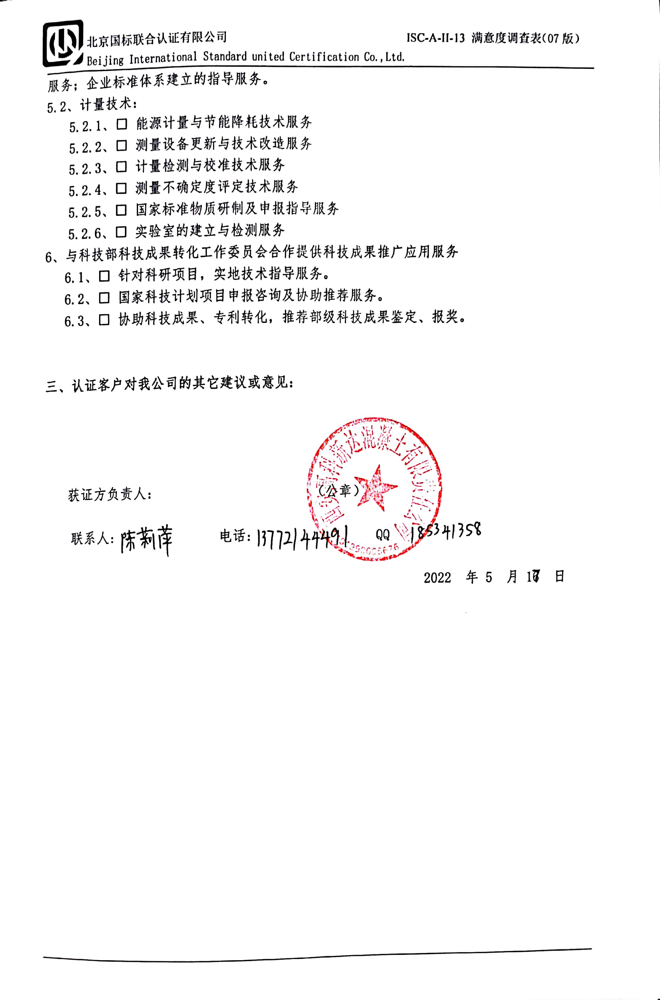 北京国标联合认证有限公司
ISC-A-II-13 满意度调查表(07版)
Beijing International Standard united Certification Co.,Ltd.
服务；企业标准体系建立的指导服务。
5.2、计量技术：
5.2.1、□ 能源计量与节能降耗技术服务
5.2.2、□ 测量设备更新与技术改造服务
5.2.3、□ 计量检测与校准技术服务
5.2.4、□ 测量不确定度评定技术服务
5.2.5、□ 国家标准物质研制及申报指导服务
5.2.6、□ 实验室的建立与检测服务
6、与科技部科技成果转化工作委员会合作提供科技成果推广应用服务
6.1、□ 针对科研项目，实地技术指导服务。
6.2、□ 国家科技计划项目申报咨询及协助推荐服务。
6.3、□ 协助科技成果、专利转化，推荐部级科技成果鉴定、报奖。
三、认证客户对我公司的其它建议或意见：
新达混凝土有限责任公司
获证方负责人：
（公章）
联系人：陈莉萍 电话：13772144491 QQ 185341358
990005676
2022 年 5 月 17 日